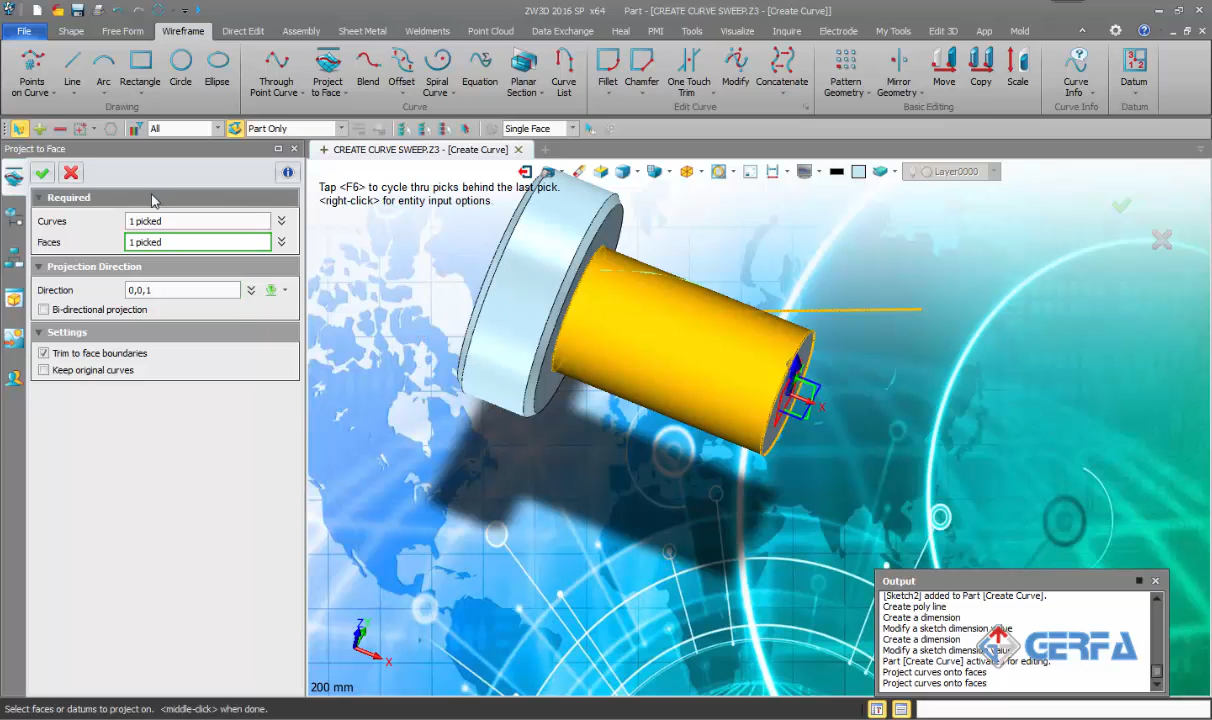 ZW3D 2016 SP x64
Part - [CREATE CURVE SWEEP.Z3 - [Create Curve]]
File
Shape
Free Form
Wireframe
Direct Edit
Assembly
Sheet Metal
Weldments
Point Cloud
Data Exchange
Heal
PMI
Tools
Visualize
Inquire
Electrode
My Tools
Edit 3D
App
Mold
Points on Curve
Line
Arc
Rectangle
Circle
Ellipse
Through Point Curve
Project to Face
Blend
Offset
Spiral Curve
Equation
Planar Section
Curve List
Fillet
Chamfer
One Touch Trim
Modify
Concatenate
Pattern Geometry
Mirror Geometry
Move
Copy
Scale
Curve Info
Datum
Drawing
Curve
Edit Curve
Basic Editing
Curve Info
Datum
All
Part Only
Single Face
Project to Face
CREATE CURVE SWEEP.Z3 - [Create Curve]
Layer0000
Tap <F6> to cycle thru picks behind the last pick.
<right-click> for entity input options.
Required
Curves
1 picked
Faces
1 picked
Projection Direction
Direction
0,0,1
Bi-directional projection
Settings
Trim to face boundaries
Keep original curves
X
Z
Y
X
200 mm
Output
[Sketch2] added to Part [Create Curve].
Create poly line
Create a dimension
Modify a sketch dimension value
Create a dimension
Modify a sketch dimension value
Part [Create Curve] activated for editing.
Project curves onto faces
Project curves onto faces
GERFA
Select faces or datums to project on. <middle-click> when done.